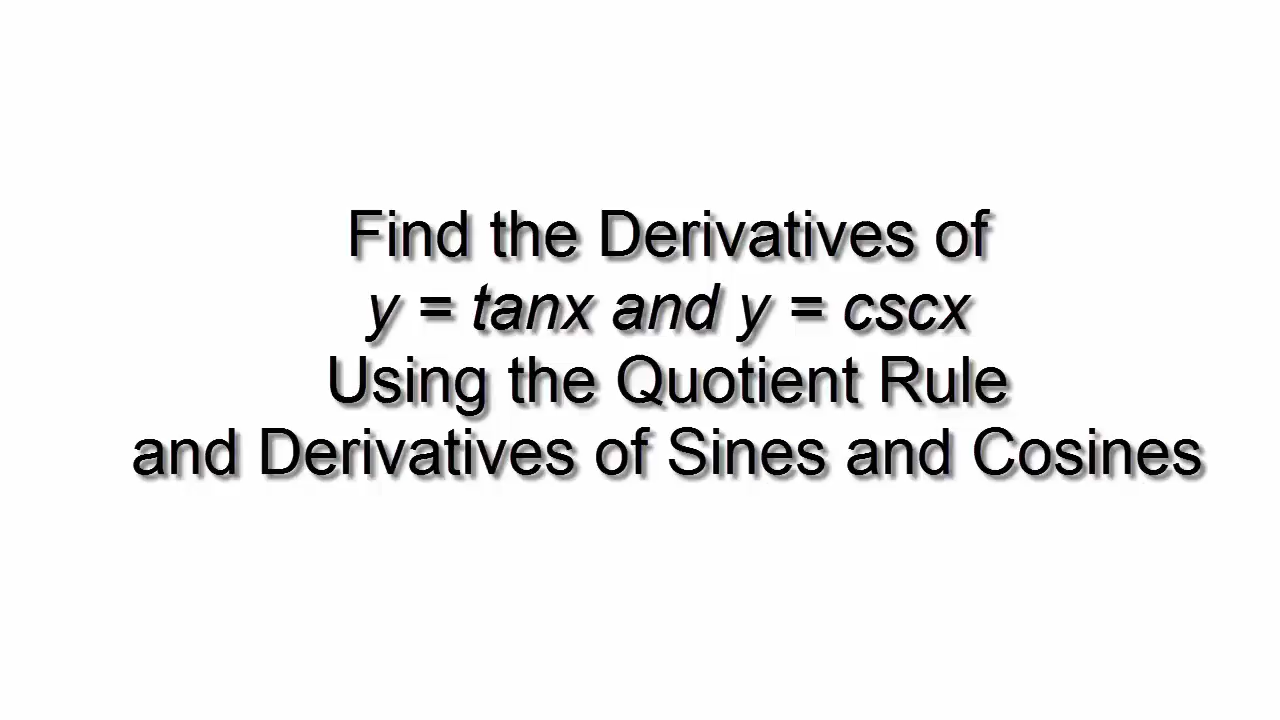 Find the Derivatives of
y = tanx and y = cscx
Using the Quotient Rule
and Derivatives of Sines and Cosines